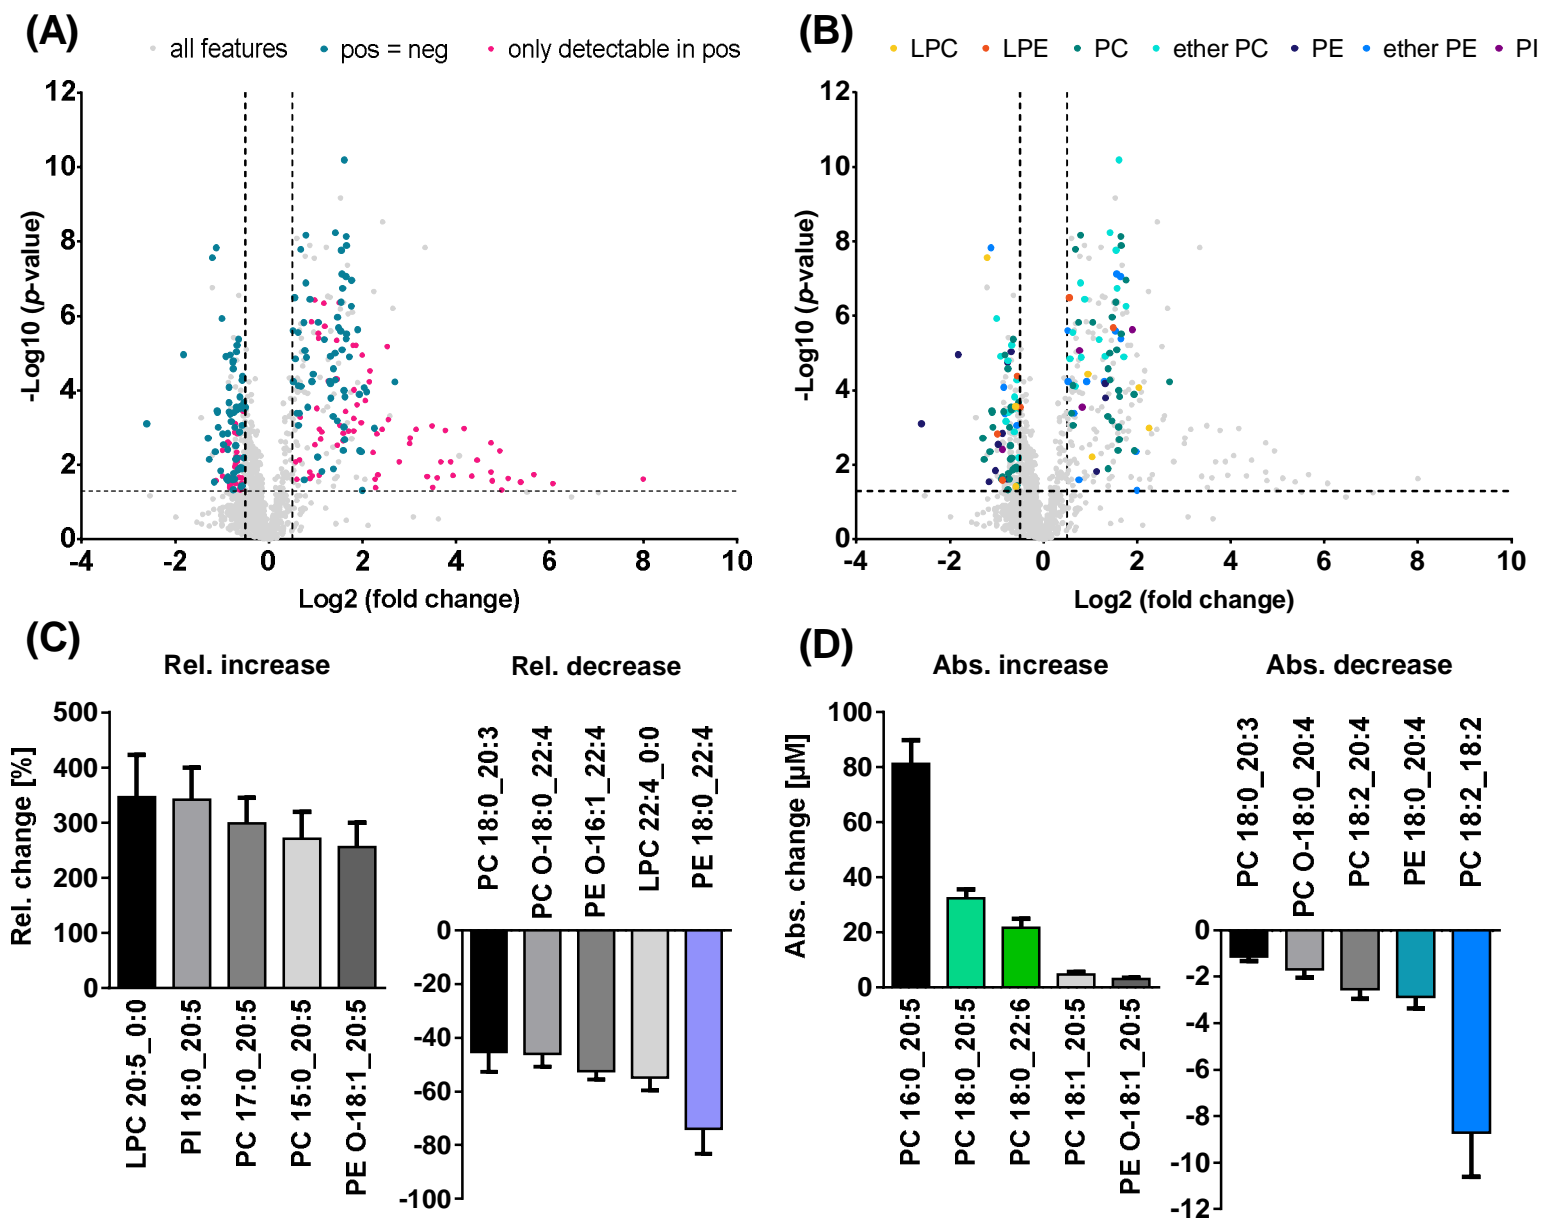 (A)
all features
pos = neg
only detectable in pos
12
10
8
6
4
2
0
-4
-2
0
2
4
6
8
10
-Log10 (p-value)
Log2 (fold change)
(B)
LPC
LPE
PC
ether PC
PE
ether PE
PI
12
10
8
6
4
2
0
-4
-2
0
2
4
6
8
10
-Log10 (p-value)
Log2 (fold change)
(C)
Rel. increase
Rel. change [%]
500
400
300
200
100
0
LPC 20:5_0:0
PI 18:0_20:5
PC 17:0_20:5
PC 15:0_20:5
PE O-18:1_20:5
Rel. decrease
PC 18:0_20:3
PC O-18:0_22:4
PE O-16:1_22:4
LPC 22:4_0:0
PE 18:0_22:4
0
-20
-40
-60
-80
-100
(D)
Abs. increase
Abs. change [µM]
100
80
60
40
20
0
PC 16:0_20:5
PC 18:0_20:5
PC 18:0_22:6
PC 18:1_20:5
PE O-18:1_20:5
Abs. decrease
PC 18:0_20:3
PC O-18:0_20:4
PC 18:2_20:4
PE 18:0_20:4
PC 18:2_18:2
0
-2
-4
-6
-8
-10
-12